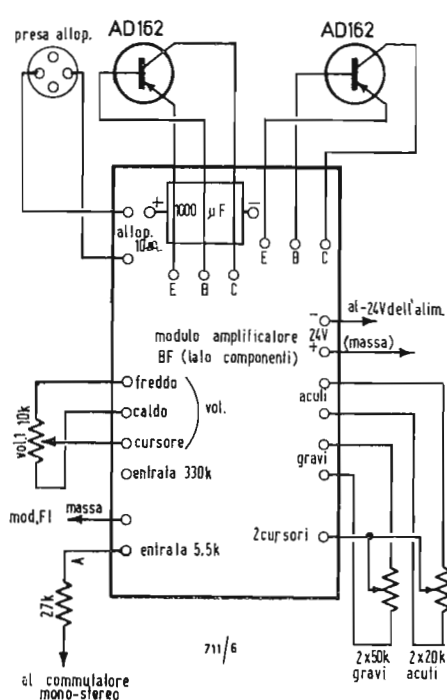 presa allop.
AD162
AD162
+
1000 µF
−
allop.
10Ω
E
B
C
E
B
C
−
24V
+
al-24V dell'alim.
(massa)
modulo amplificatore
BF (lato componenti)
freddo
caldo
vol.
cursore
vol.1 10k
entrata 330k
acuti
gravi
mod.FI
massa
entrata 5.5k
2cursori
A
27k
al commutatore
mono-stereo
711/6
2x50k
gravi
2x20k
acuti